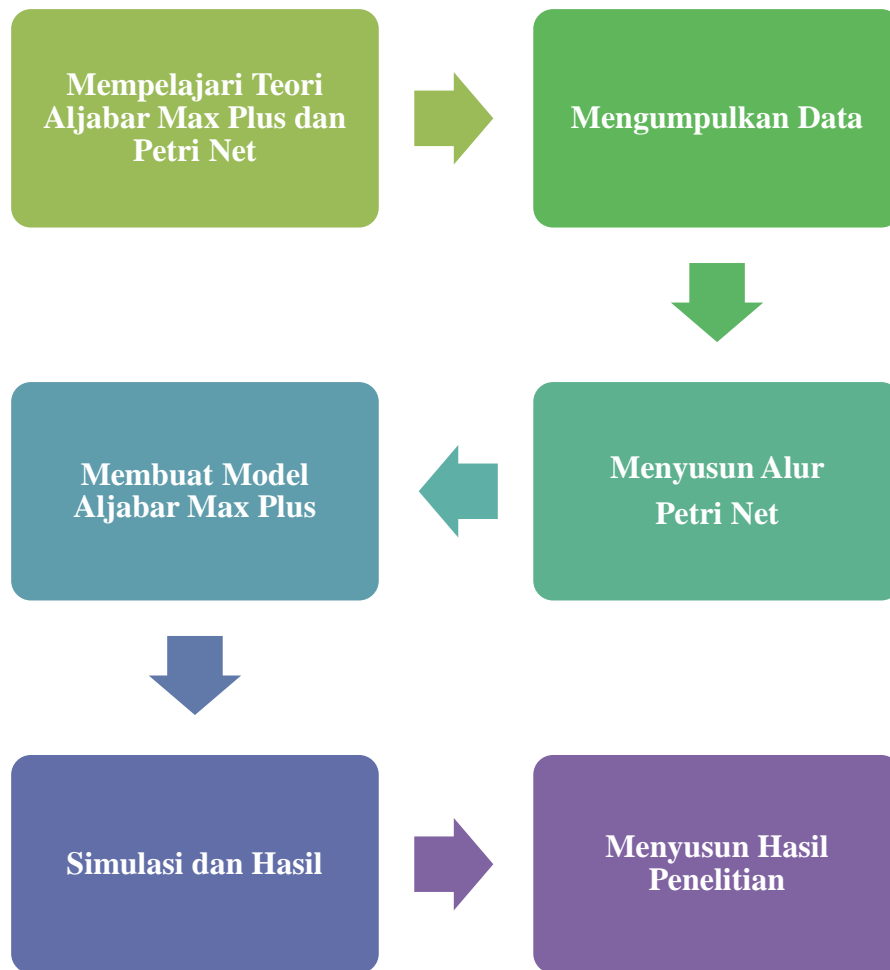 Mempelajari Teori
Aljabar Max Plus dan
Petri Net
Mengumpulkan Data
Menyusun Alur
Petri Net
Membuat Model
Aljabar Max Plus
Simulasi dan Hasil
Menyusun Hasil
Penelitian